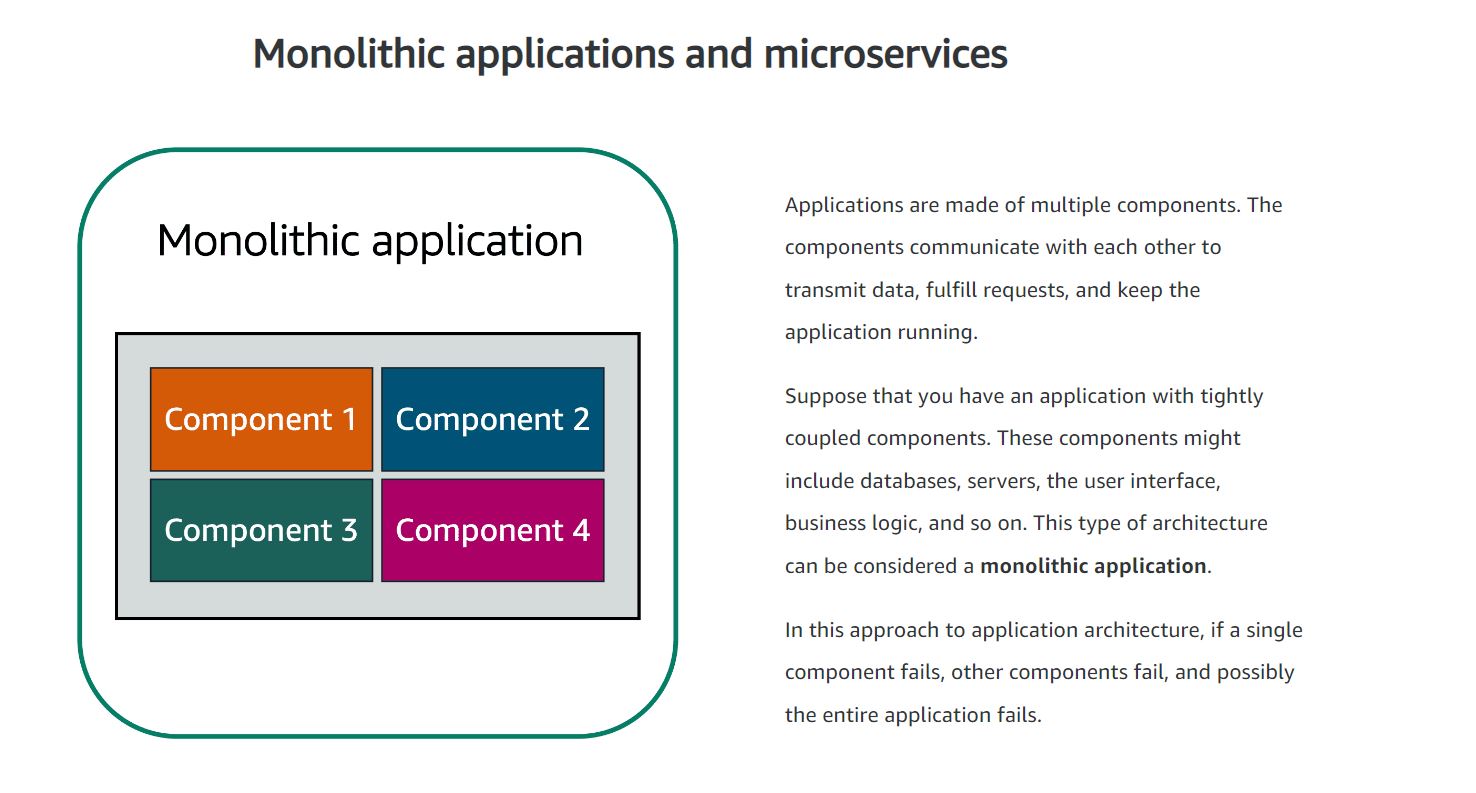 Monolithic applications and microservices
Monolithic application
Component 1
Component 2
Component 3
Component 4
Applications are made of multiple components. The
components communicate with each other to
transmit data, fulfill requests, and keep the
application running.
Suppose that you have an application with tightly
coupled components. These components might
include databases, servers, the user interface,
business logic, and so on. This type of architecture
can be considered a monolithic application.
In this approach to application architecture, if a single
component fails, other components fail, and possibly
the entire application fails.